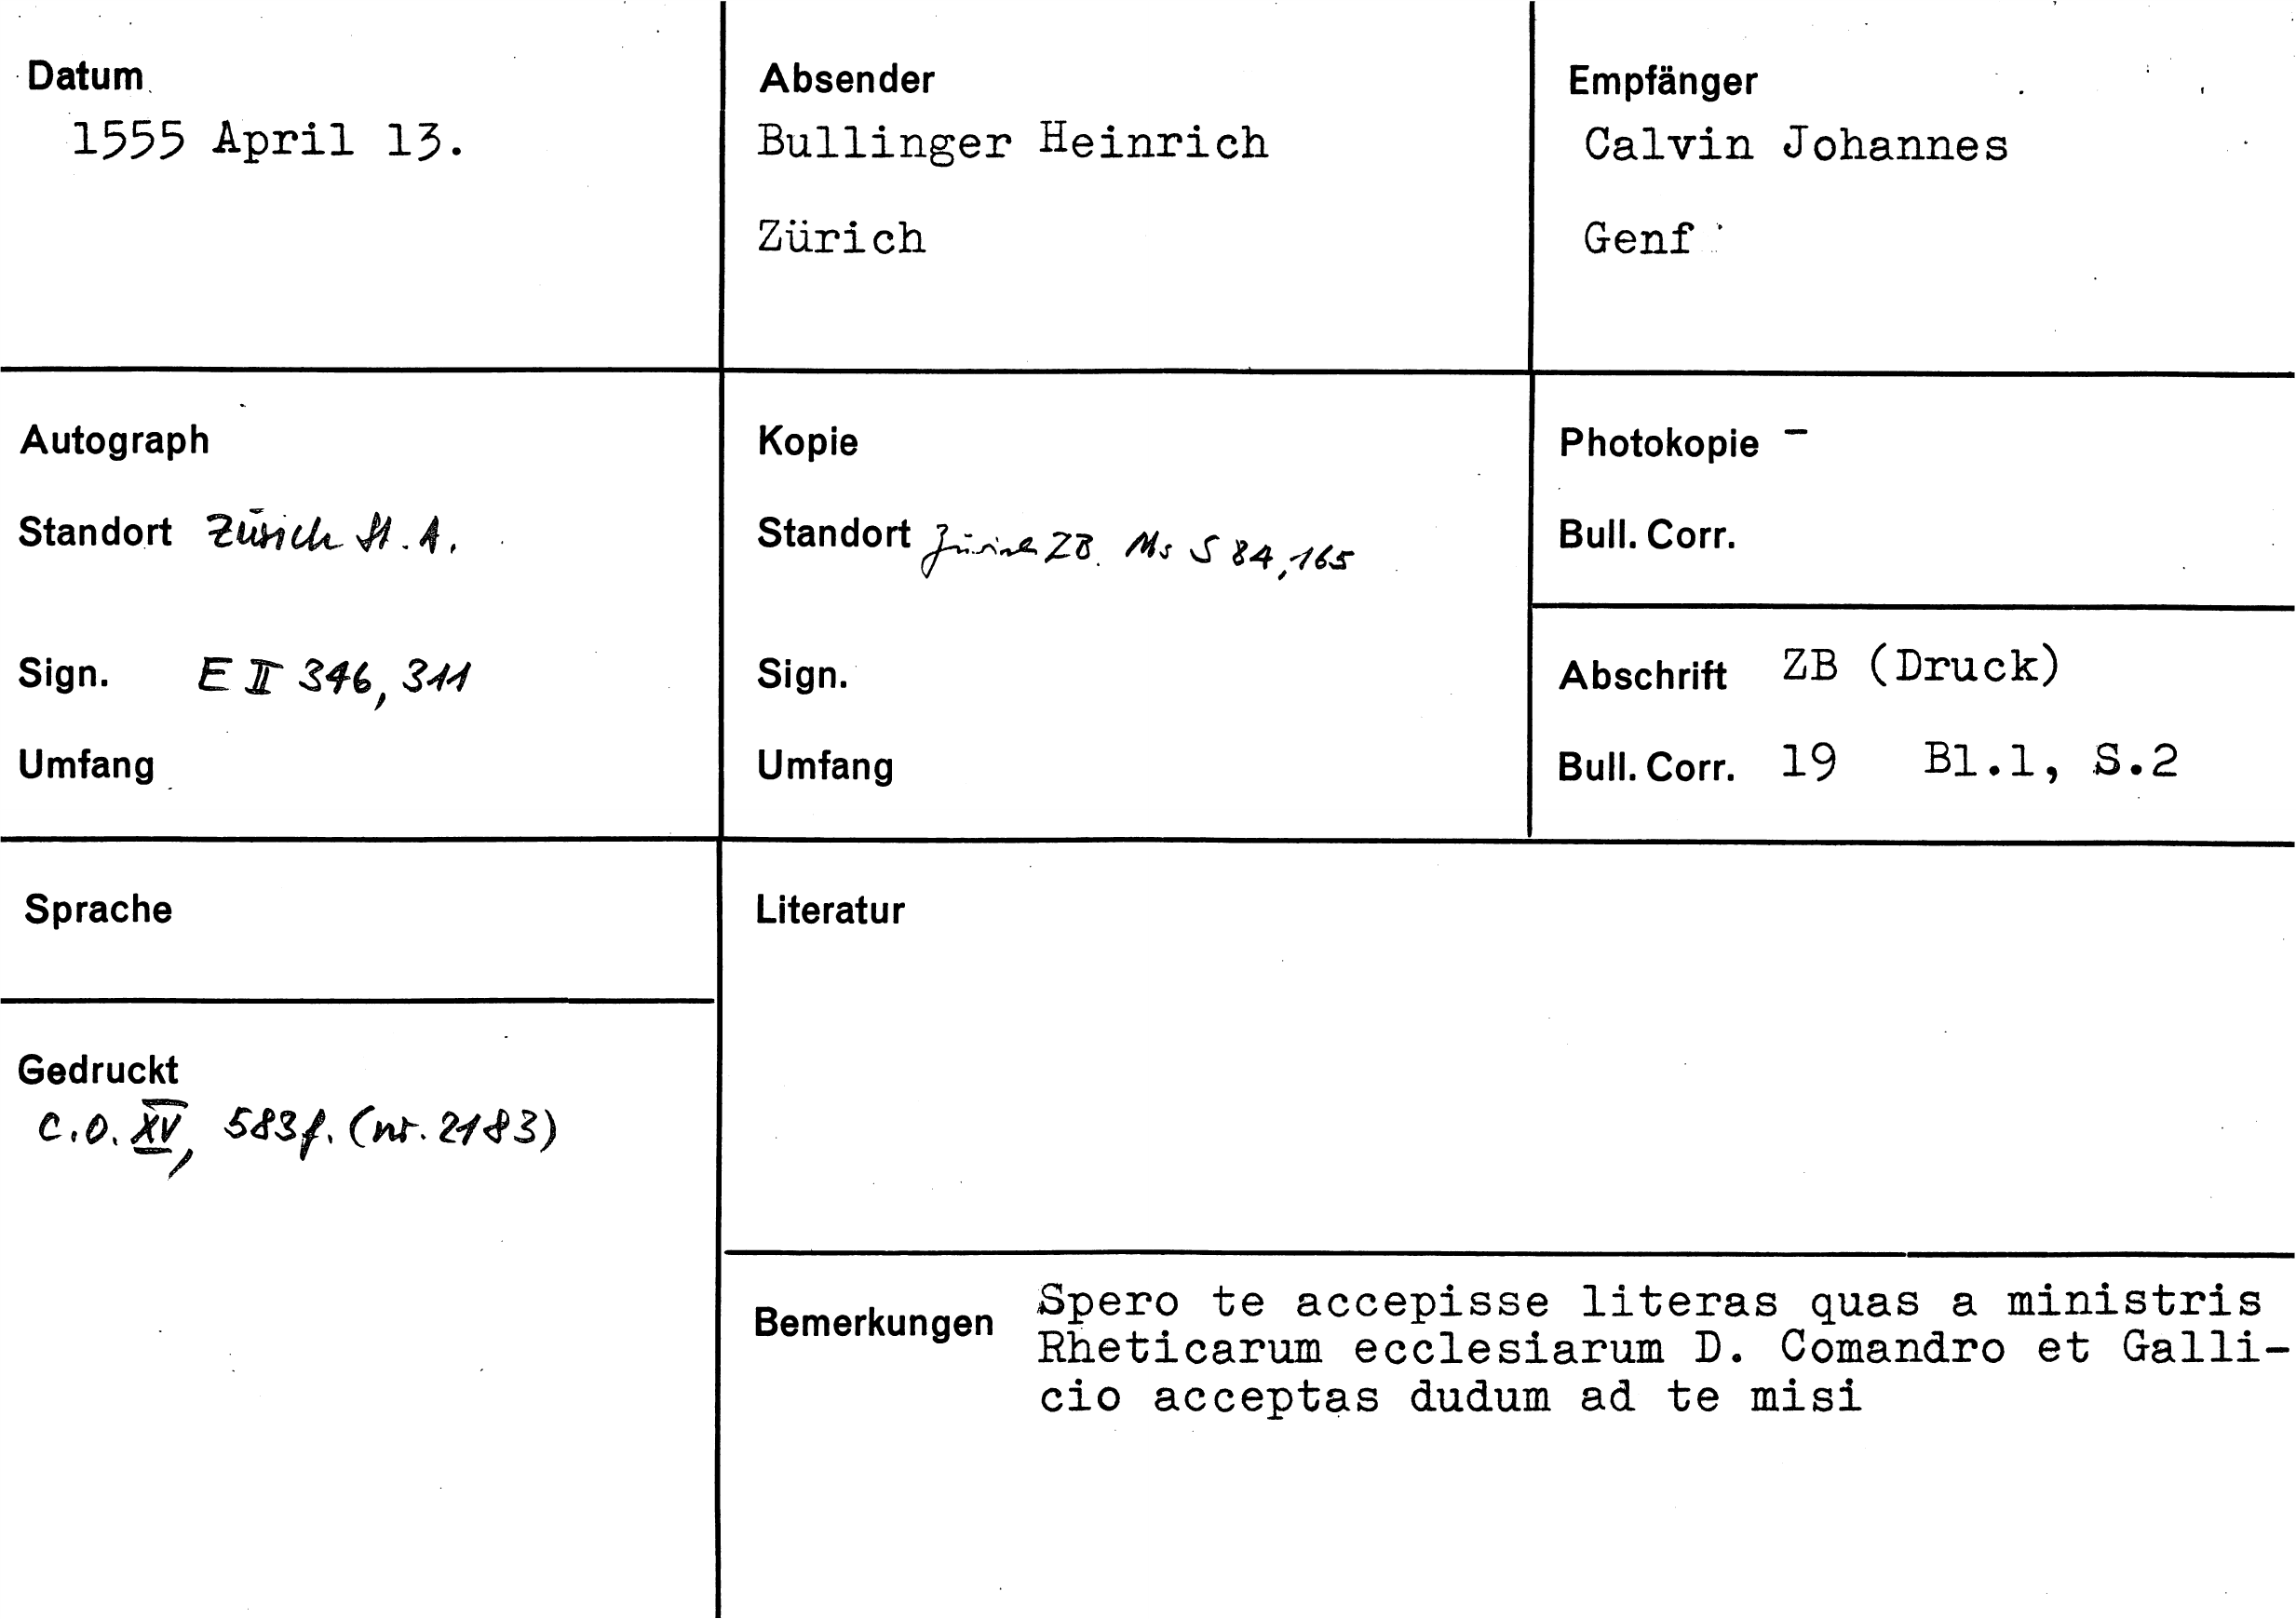 Datum
1555 April 13.
Absender
Bullinger Heinrich
Zürich
Empfänger
Calvin Johannes
Genf
Autograph
Standort Zürich St. A.
Sign. E II 346, 311
Umfang
Kopie
Standort Zürich ZB. Ms S 84, 165
Sign.
Umfang
Photokopie -
Bull. Corr.
Abschrift ZB (Druck)
Bull. Corr. 19 Bl.1, S.2
Sprache
Literatur
Gedruckt
C.O. XV, 583f. (nr. 2183)
Bemerkungen Spero te accepisse literas quas a ministris
Rheticarum ecclesiarum D. Comandro et Galli-
cio acceptas dudum ad te misi